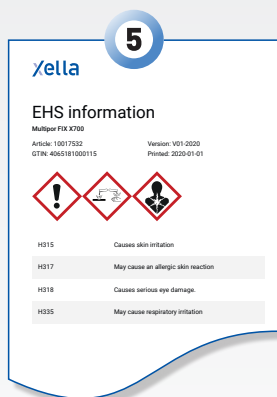 5
Xella
EHS information
Multipor FIX X700
Article: 10017532 Version: V01-2020
GTIN: 4065181000115 Printed: 2020-01-01
H315 Causes skin irritation
H317 May cause an allergic skin reaction
H318 Causes serious eye damage.
H335 May cause respiratory irritation